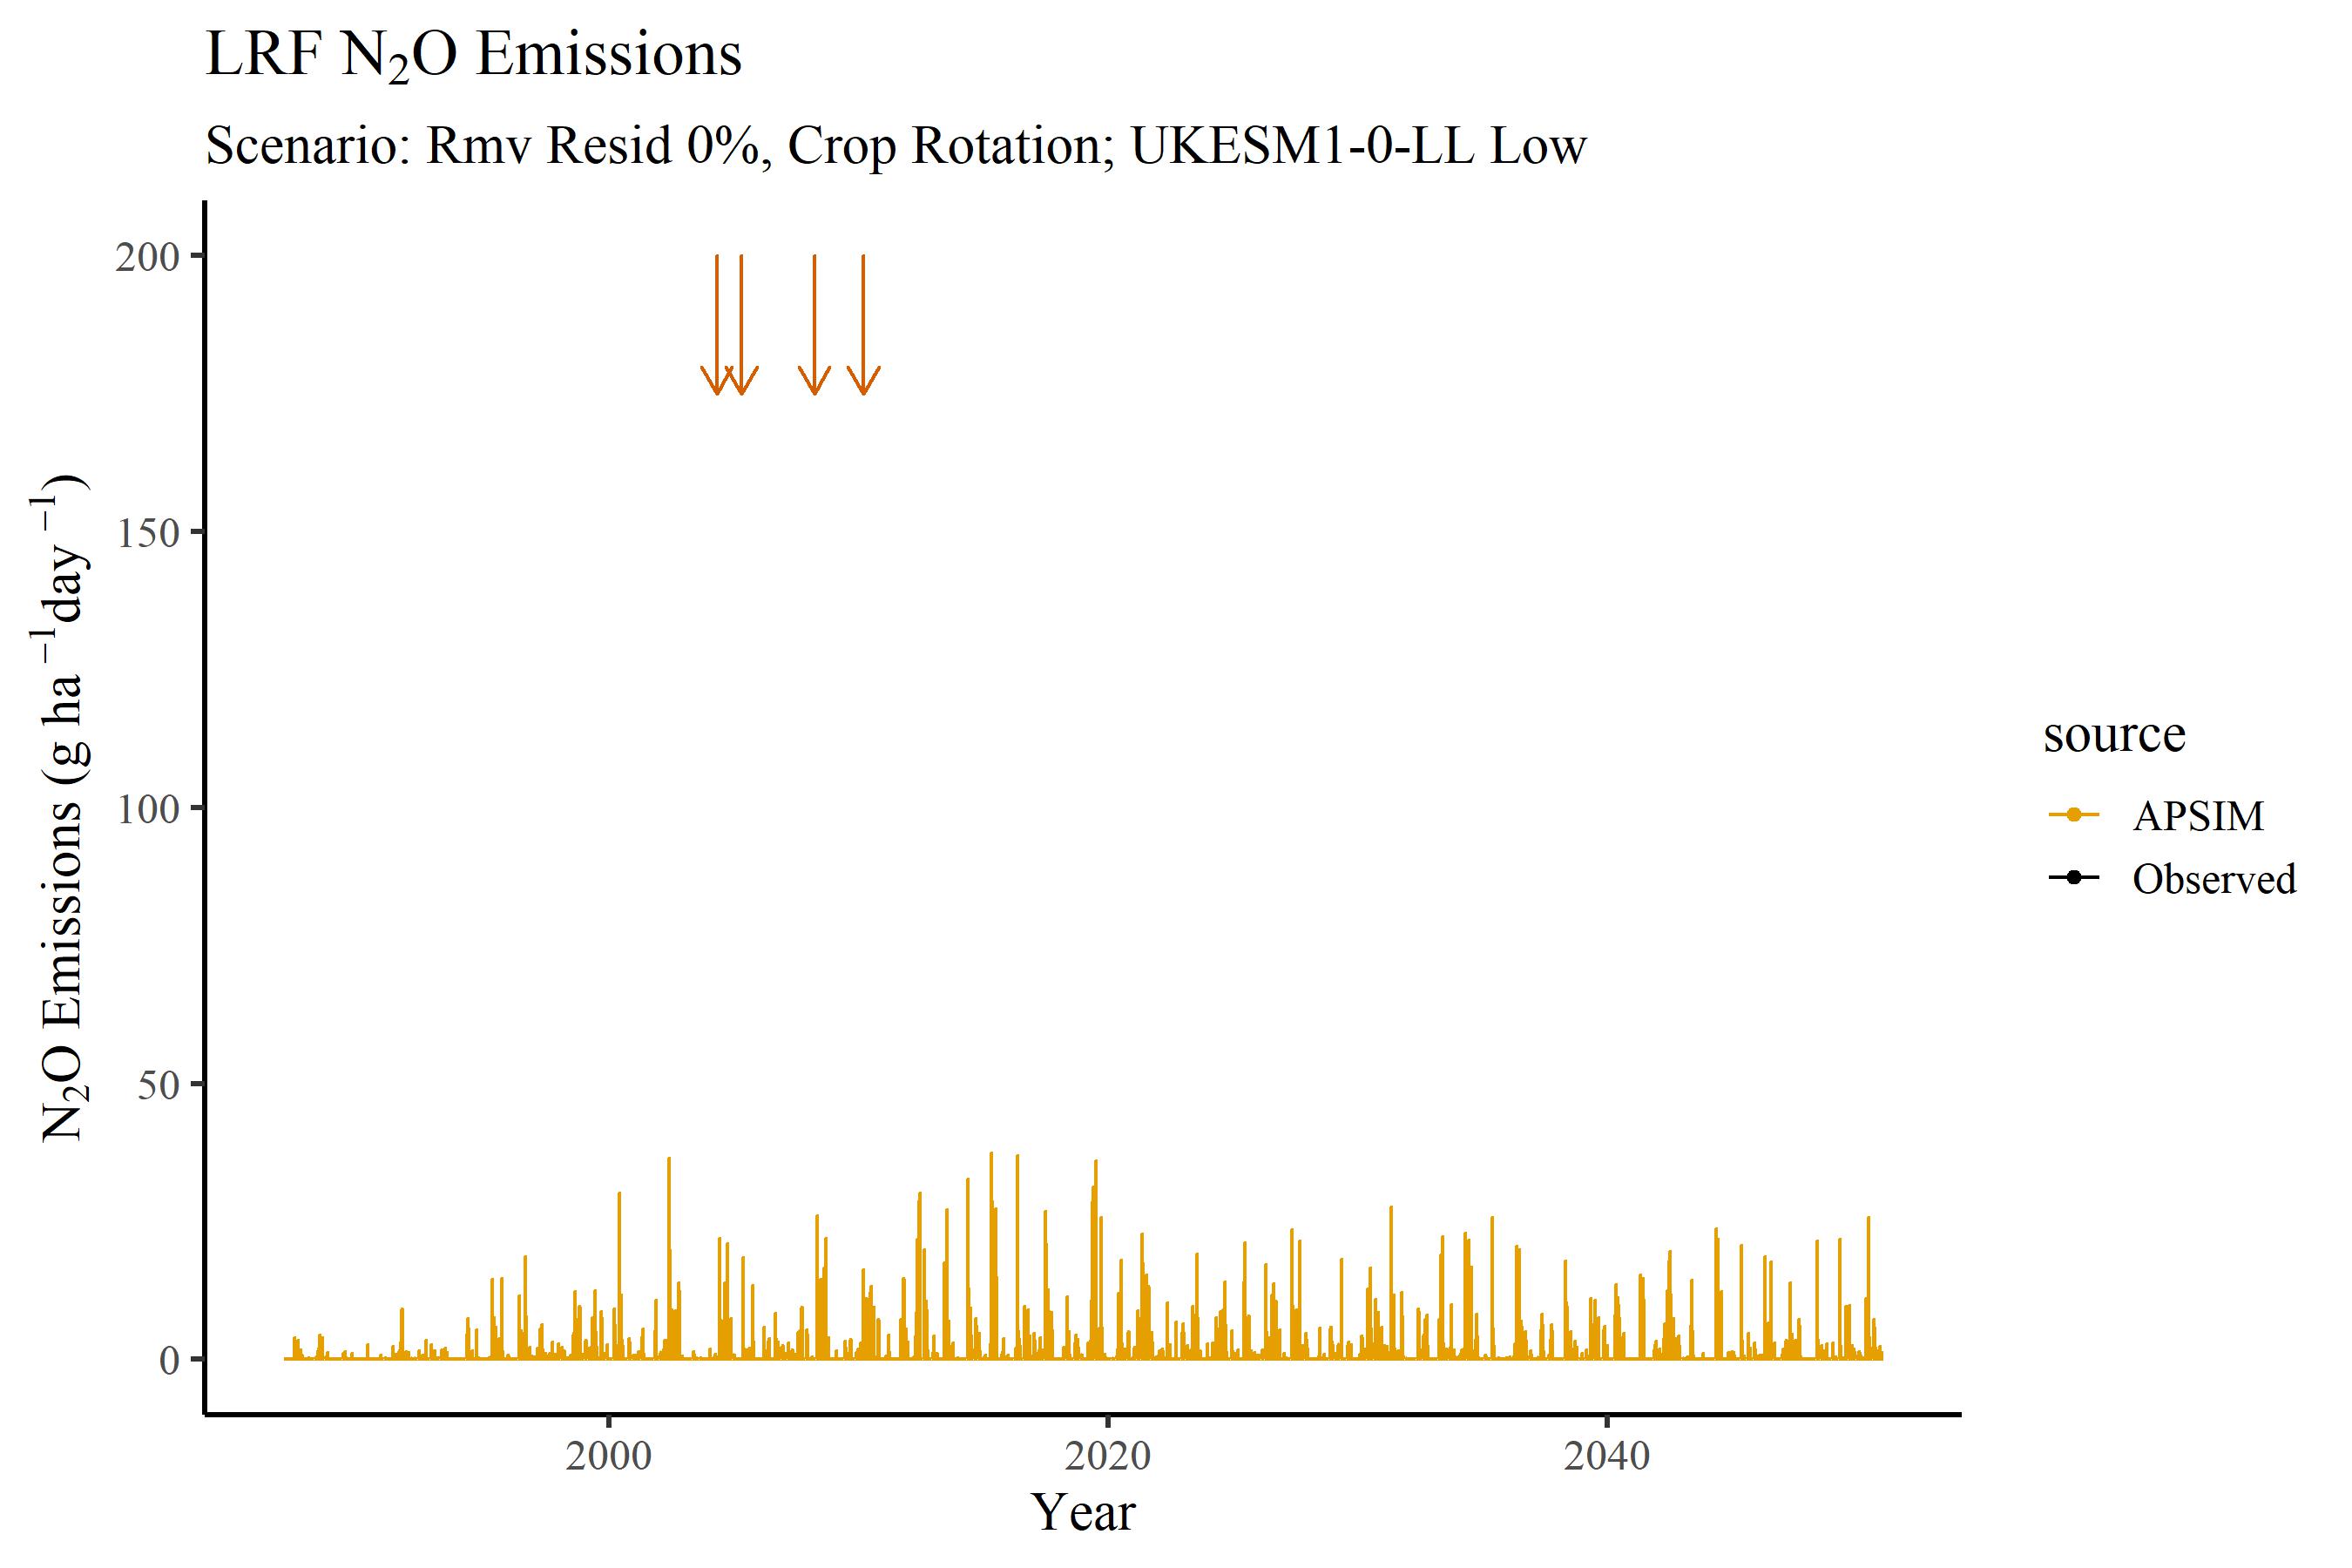 LRF N₂O Emissions
Scenario: Rmv Resid 0%, Crop Rotation; UKESM1-0-LL Low
N₂O Emissions (g ha ⁻¹day ⁻¹)
200
150
100
50
0
2000 2020 2040
Year
source
APSIM
Observed